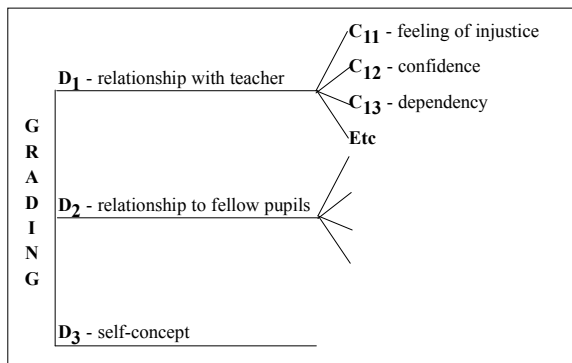 C11 - feeling of injustice
C12 - confidence
D1 - relationship with teacher
C13 - dependency
Etc
GRADING
D2 - relationship to fellow pupils
D3 - self-concept